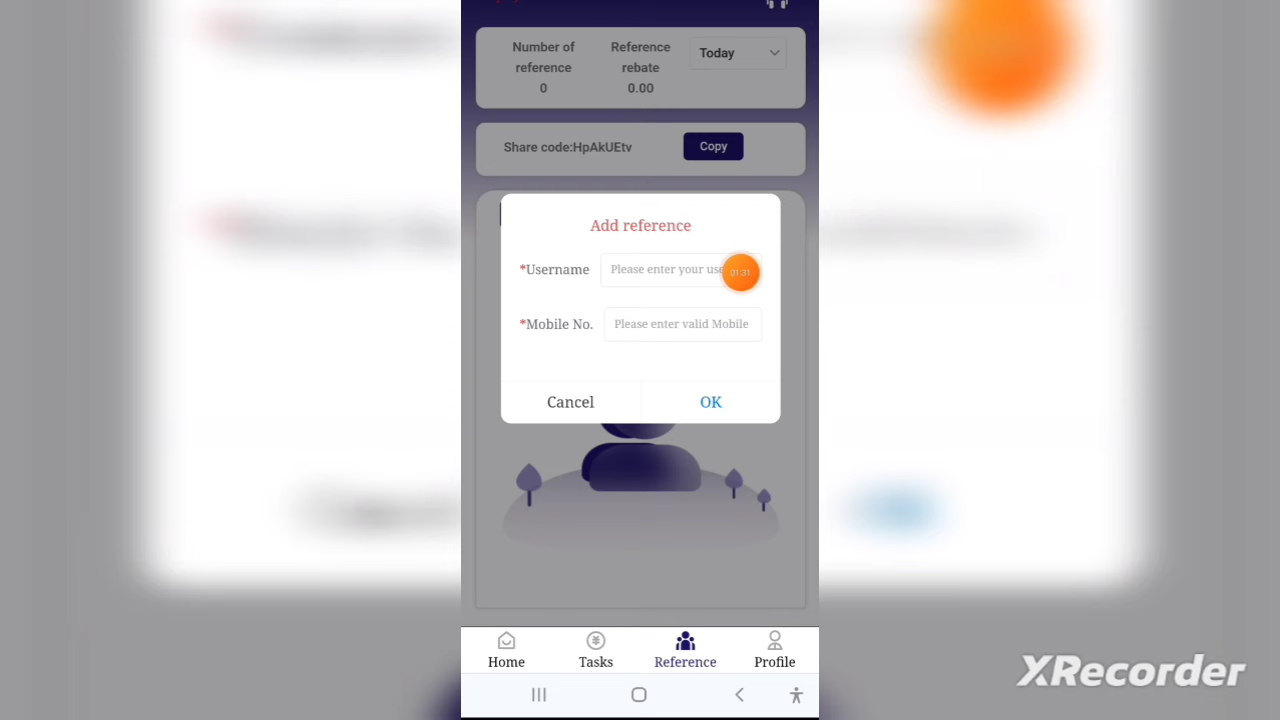 Number of
reference
0
Reference
rebate
0.00
Today
Share code:HpAkUEtv
Copy
Add reference
*Username
Please enter your use
01:31
*Mobile No.
Please enter valid Mobile
Cancel
OK
Home
Tasks
Reference
Profile
XRecorder